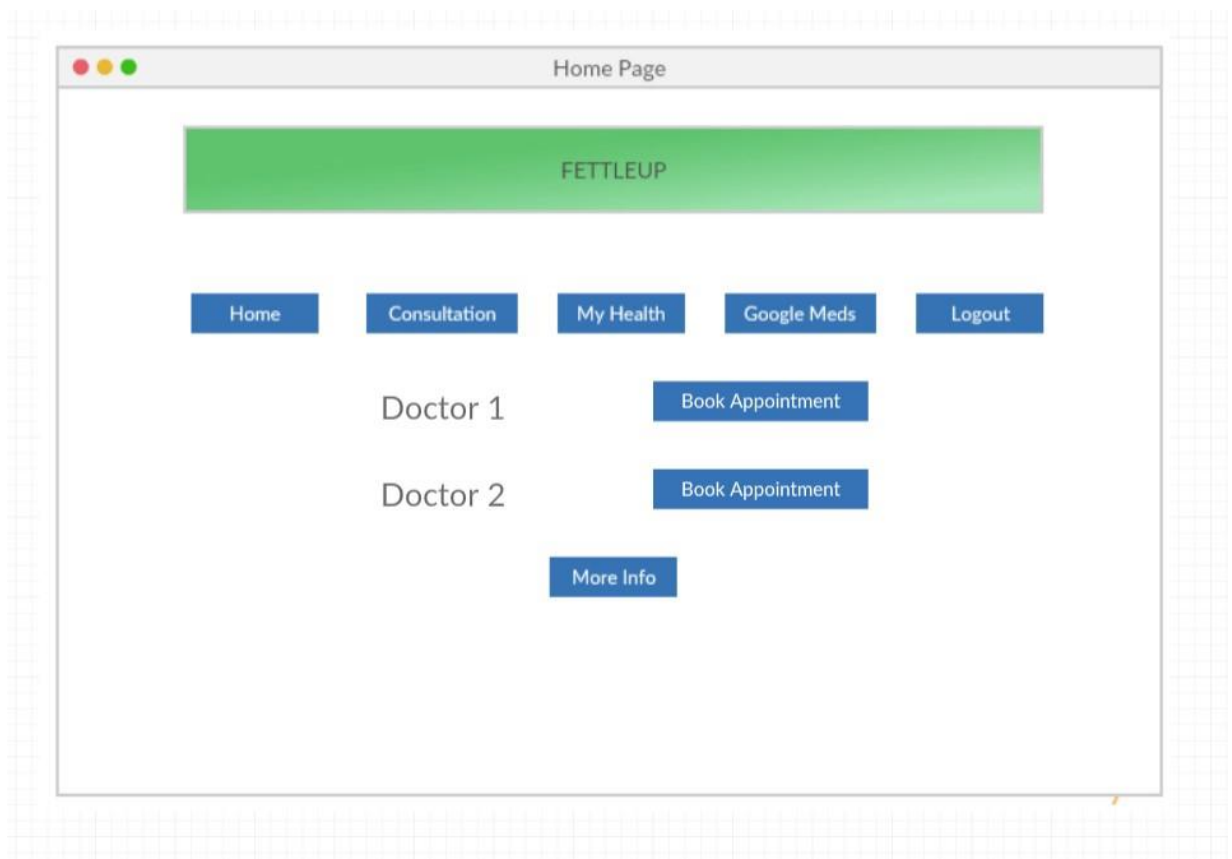 Home Page
FETTLEUP
Home Consultation My Health Google Meds Logout
Doctor 1 Book Appointment
Doctor 2 Book Appointment
More Info